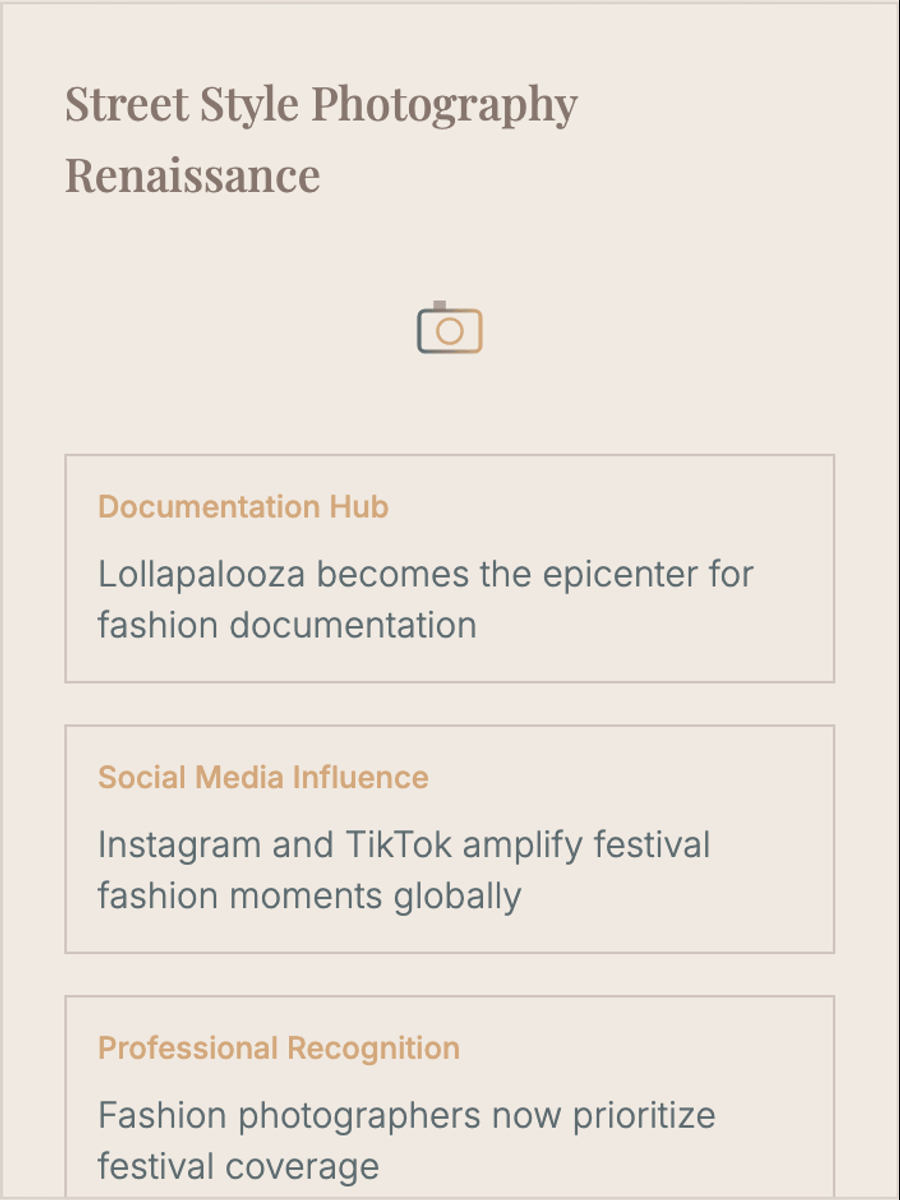 Street Style Photography
Renaissance
Documentation Hub
Lollapalooza becomes the epicenter for
fashion documentation
Social Media Influence
Instagram and TikTok amplify festival
fashion moments globally
Professional Recognition
Fashion photographers now prioritize
festival coverage